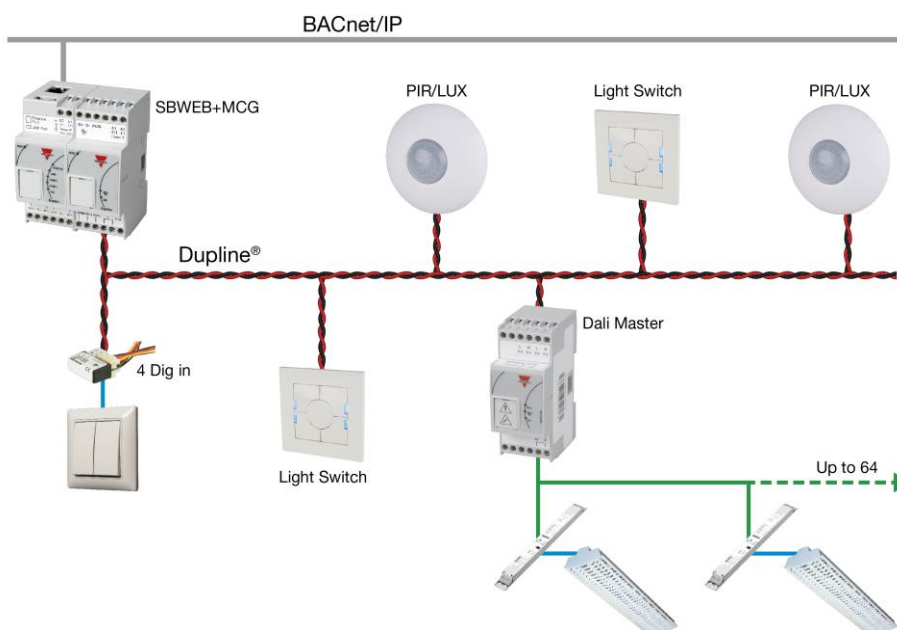 BACnet/IP
SBWEB+MCG
PIR/LUX
Light Switch
PIR/LUX
Dupline®
Dali Master
4 Dig in
Light Switch
Up to 64